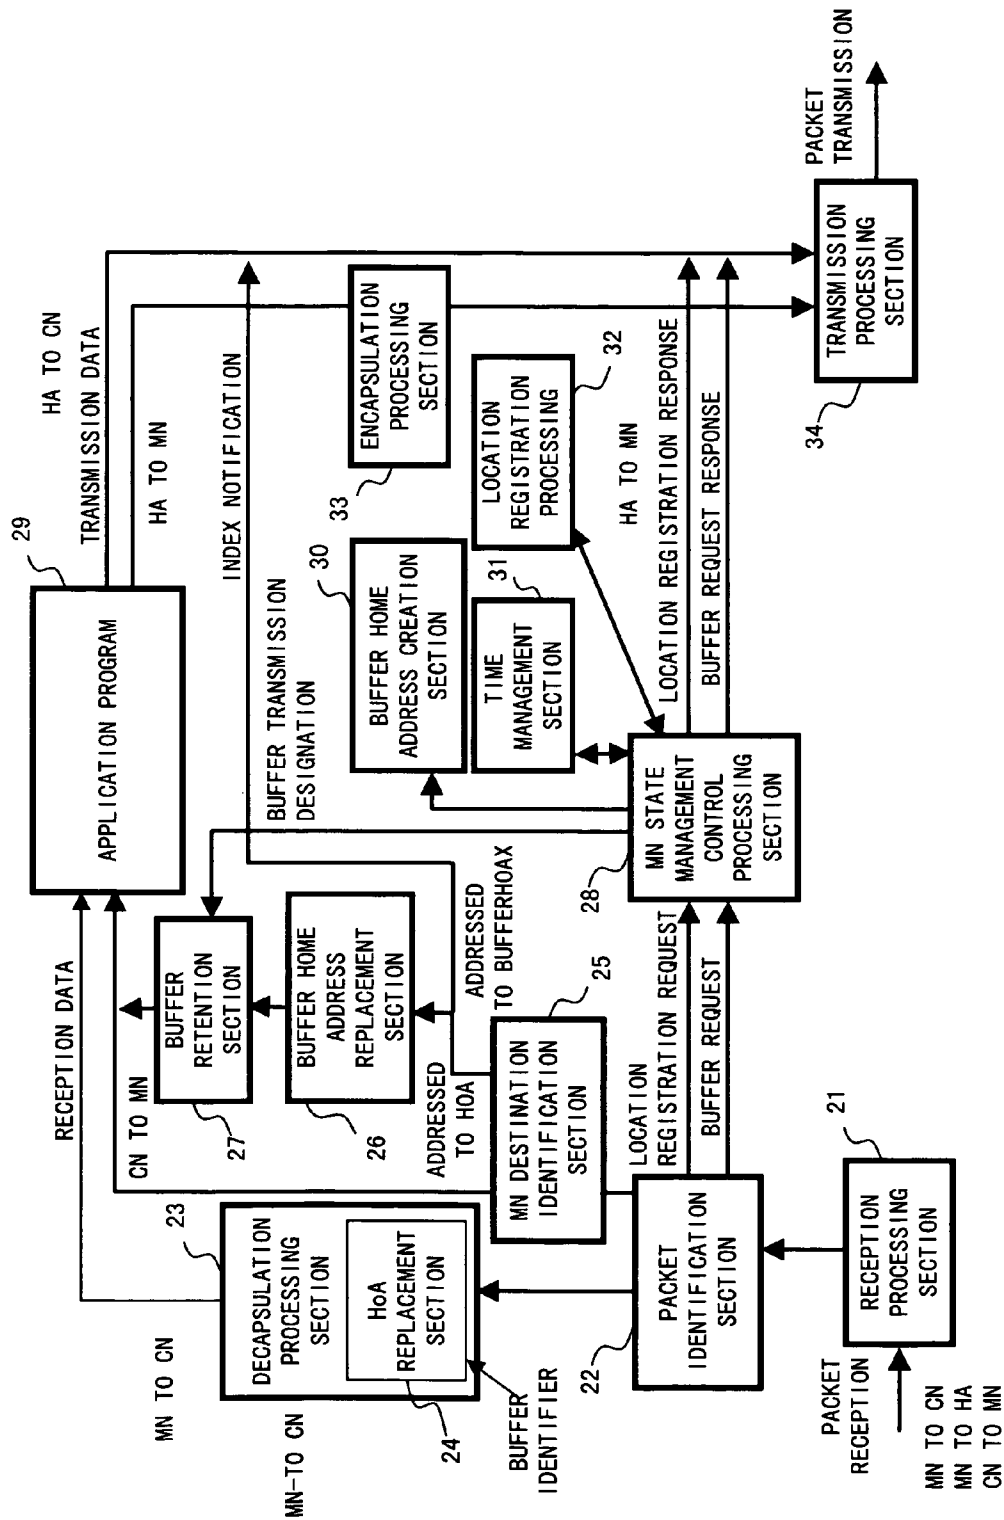 PACKET
RECEPTION
MN TO CN
MN TO HA
CN TO MN
RECEPTION
PROCESSING
SECTION
21
PACKET
IDENTIFICATION
SECTION
22
MN TO CN
MN-TO CN
DECAPSULATION
PROCESSING
SECTION
23
HoA
REPLACEMENT
SECTION
24
BUFFER
IDENTIFIER
MN DESTINATION
IDENTIFICATION
SECTION
25
LOCATION
REGISTRATION REQUEST
BUFFER REQUEST
ADDRESSED
TO HOA
ADDRESSED
TO BUFFERHOAX
BUFFER HOME
ADDRESS
REPLACEMENT
SECTION
26
BUFFER
RETENTION
SECTION
27
CN TO MN
RECEPTION DATA
APPLICATION PROGRAM
29
MN STATE
MANAGEMENT
CONTROL
PROCESSING
SECTION
28
BUFFER TRANSMISSION
DESIGNATION
INDEX NOTIFICATION
BUFFER HOME
ADDRESS CREATION
SECTION
30
TIME
MANAGEMENT
SECTION
31
LOCATION
REGISTRATION
PROCESSING
32
HA TO MN
LOCATION REGISTRATION RESPONSE
BUFFER REQUEST RESPONSE
HA TO CN
TRANSMISSION DATA
HA TO MN
ENCAPSULATION
PROCESSING
SECTION
33
TRANSMISSION
PROCESSING
SECTION
34
PACKET
TRANSMISSION